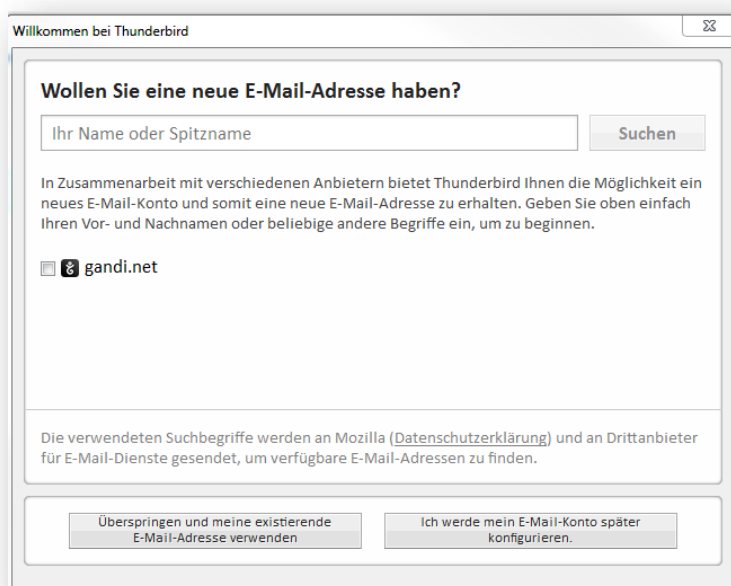 Willkommen bei Thunderbird
Wollen Sie eine neue E-Mail-Adresse haben?
Ihr Name oder Spitzname
Suchen
In Zusammenarbeit mit verschiedenen Anbietern bietet Thunderbird Ihnen die Möglichkeit ein
neues E-Mail-Konto und somit eine neue E-Mail-Adresse zu erhalten. Geben Sie oben einfach
Ihren Vor- und Nachnamen oder beliebige andere Begriffe ein, um zu beginnen.
gandi.net
Die verwendeten Suchbegriffe werden an Mozilla (Datenschutzerklärung) und an Drittanbieter
für E-Mail-Dienste gesendet, um verfügbare E-Mail-Adressen zu finden.
Überspringen und meine existierende
E-Mail-Adresse verwenden
Ich werde mein E-Mail-Konto später
konfigurieren.